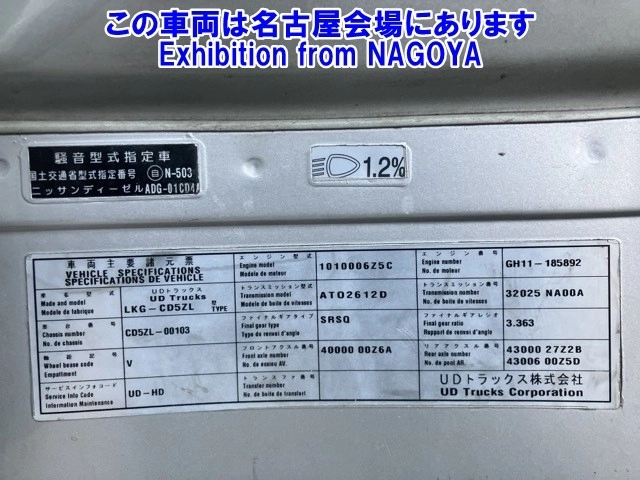 この車両は名古屋会場にあります
Exhibition from NAGOYA
騒音型式指定車
国土交通省型式指定番号 自 N-503
ニッサンディーゼル ADG-01CD4A
1.2%
車両主要諸元票
VEHICLE SPECIFICATIONS
SPECIFICATIONS DE VEHICLE
車名型式
Made and model
Modele de fabrique
UDトラックス
UD Trucks
LKG-CD5ZL 型 TYPE
車台番号
Chassis number
No. de chassis
CD5ZL-00103
軸距記号
Wheel base code
Empattement
V
サービスインフォコード
Service Info Code
Information Maintenance
UD-HD
エンジン型式
Engine model
Modele de moteur
1010006Z5C
トランスミッション型式
Transmission model
Modele de boite de vitesses
ATO2612D
ファイナルギアタイプ
Final gear type
Type du renvoi d'angle
SRSQ
フロントアクスル番号
Front axle number
No. de essieu AV.
40000 00Z6A
トランスファ番号
Transfer number
No. de boite de transfert
エンジン番号
Engine number
No. de moteur
GH11-185892
トランスミッション番号
Transmission number
No. de boite de vitesses
32025 NA00A
ファイナルギアレシオ
Final gear ratio
Rapport de renvoi d'angle
3.363
リアアクスル番号
Rear axle number
No. de pont AR.
43000 27Z2B
43006 00Z5D
UDトラックス株式会社
UD Trucks Corporation